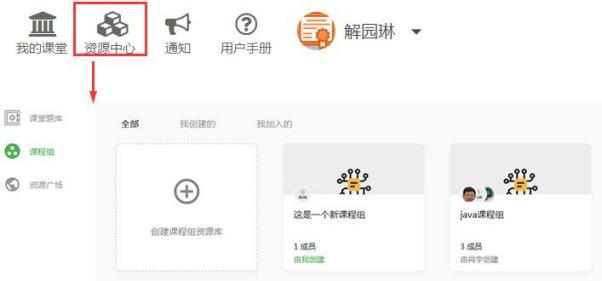 我的课堂 资源中心 通知 用户手册 解园琳
课堂题库
课程组
资源广场
全部 我创建的 我加入的
创建课程组资源库
这是一个新课程组
1 成员
由我创建
java课程组
3 成员
由肖宇创建